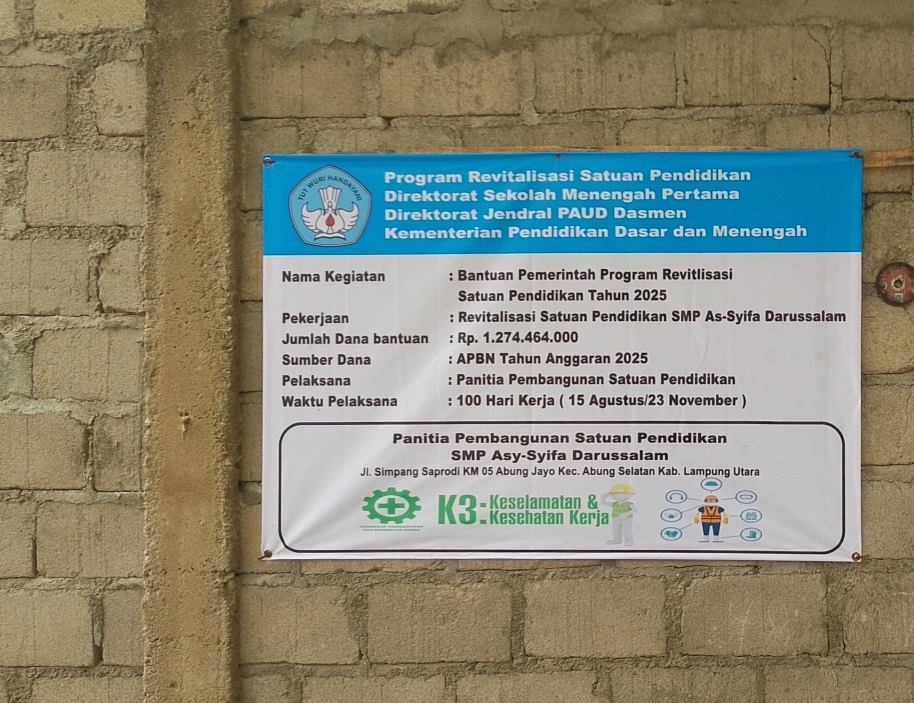 TUT WURI HANDAYANI
Program Revitalisasi Satuan Pendidikan
Direktorat Sekolah Menengah Pertama
Direktorat Jendral PAUD Dasmen
Kementerian Pendidikan Dasar dan Menengah
Nama Kegiatan : Bantuan Pemerintah Program Revitlisasi
Satuan Pendidikan Tahun 2025
Pekerjaan : Revitalisasi Satuan Pendidikan SMP As-Syifa Darussalam
Jumlah Dana bantuan : Rp. 1.274.464.000
Sumber Dana : APBN Tahun Anggaran 2025
Pelaksana : Panitia Pembangunan Satuan Pendidikan
Waktu Pelaksana : 100 Hari Kerja ( 15 Agustus/23 November )
Panitia Pembangunan Satuan Pendidikan
SMP Asy-Syifa Darussalam
Jl. Simpang Saprodi KM 05 Abung Jayo Kec. Abung Selatan Kab. Lampung Utara
K3: Keselamatan &
Kesehatan Kerja